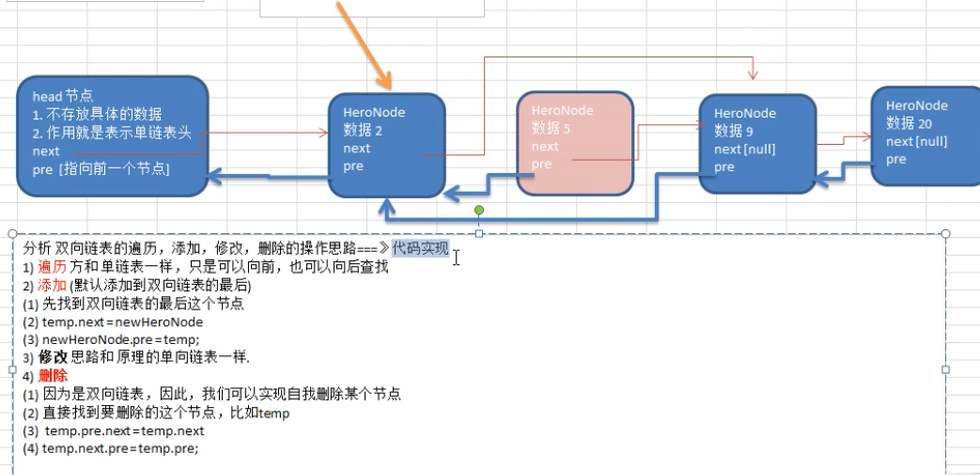 head 节点
1. 不存放具体的数据
2. 作用就是表示单链表头
next
pre [指向前一个节点]
HeroNode
数据 2
next
pre
HeroNode
数据 5
next
pre
HeroNode
数据 9
next [null]
pre
HeroNode
数据 20
next [null]
pre
分析 双向链表的遍历，添加，修改，删除的操作思路===》代码实现
1) 遍历 方和 单链表一样，只是可以向前，也可以向后查找
2) 添加 (默认添加到双向链表的最后)
(1) 先找到双向链表的最后这个节点
(2) temp.next = newHeroNode
(3) newHeroNode.pre = temp;
3) 修改 思路和 原理的单向链表一样.
4) 删除
(1) 因为是双向链表，因此，我们可以实现自我删除某个节点
(2) 直接找到要删除的这个节点，比如temp
(3) temp.pre.next = temp.next
(4) temp.next.pre = temp.pre;